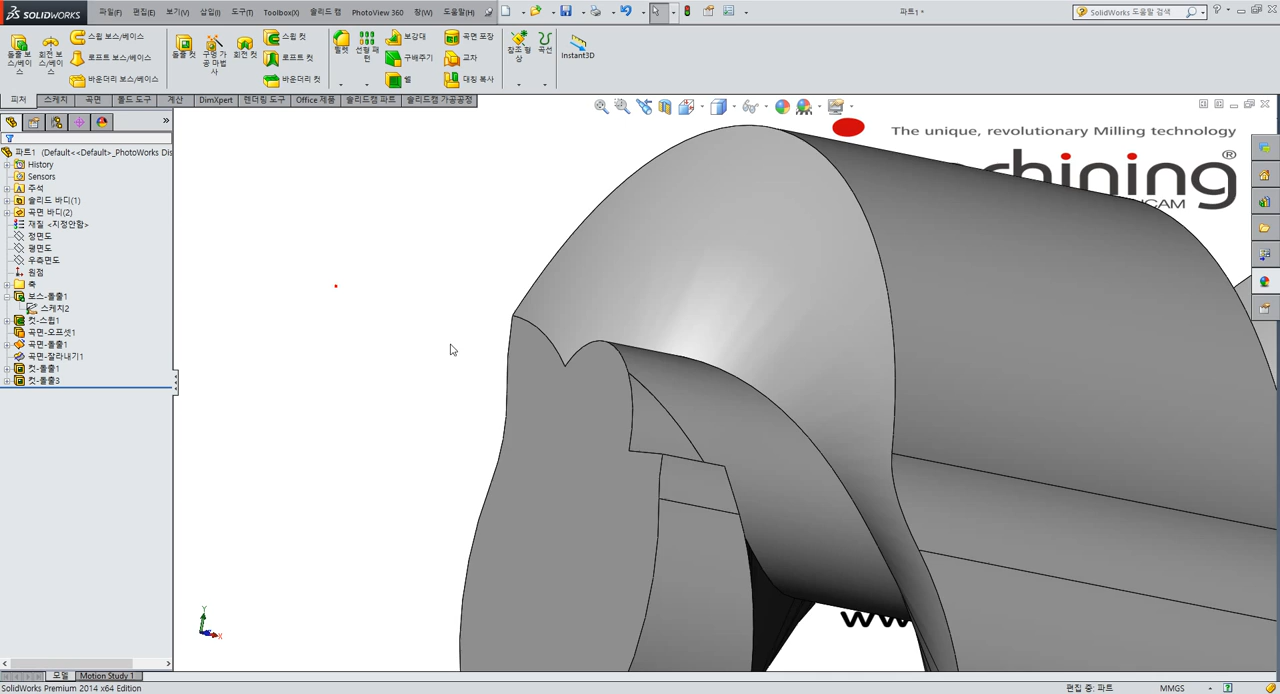 SOLIDWORKS 파일(F) 편집(E) 보기(V) 삽입(I) 도구(T) Toolbox(X) 솔리드 캠 PhotoView 360 창(W) 도움말(H) 파트1 * SolidWorks 도움말 검색
돌출 보스/베이스 회전 보스/베이스 스윕 보스/베이스 로프트 보스/베이스 바운더리 보스/베이스 돌출 컷 구멍 가공 마법사 회전 컷 스윕 컷 로프트 컷 바운더리 컷 필렛 선형 패턴 보강대 구배주기 쉘 곡면 포장 교차 대칭 복사 참조 형상 곡선 Instant3D
피처 스케치 곡면 몰드 도구 계산 DimXpert 렌더링 도구 Office 제품 솔리드캠 파트 솔리드캠 가공공정
The unique, revolutionary Milling technology
파트1 (Default<<Default>_PhotoWorks Dis
History
Sensors
주석
솔리드 바디(1)
곡면 바디(2)
재질 <지정안함>
정면도
평면도
우측면도
원점
축
보스-돌출1
스케치2
컷-스윕1
곡면-오프셋1
곡면-돌출1
곡면-잘라내기1
컷-돌출1
컷-돌출3
Y
X
모델 Motion Study 1
SolidWorks Premium 2014 x64 Edition 편집 중: 파트 MMGS